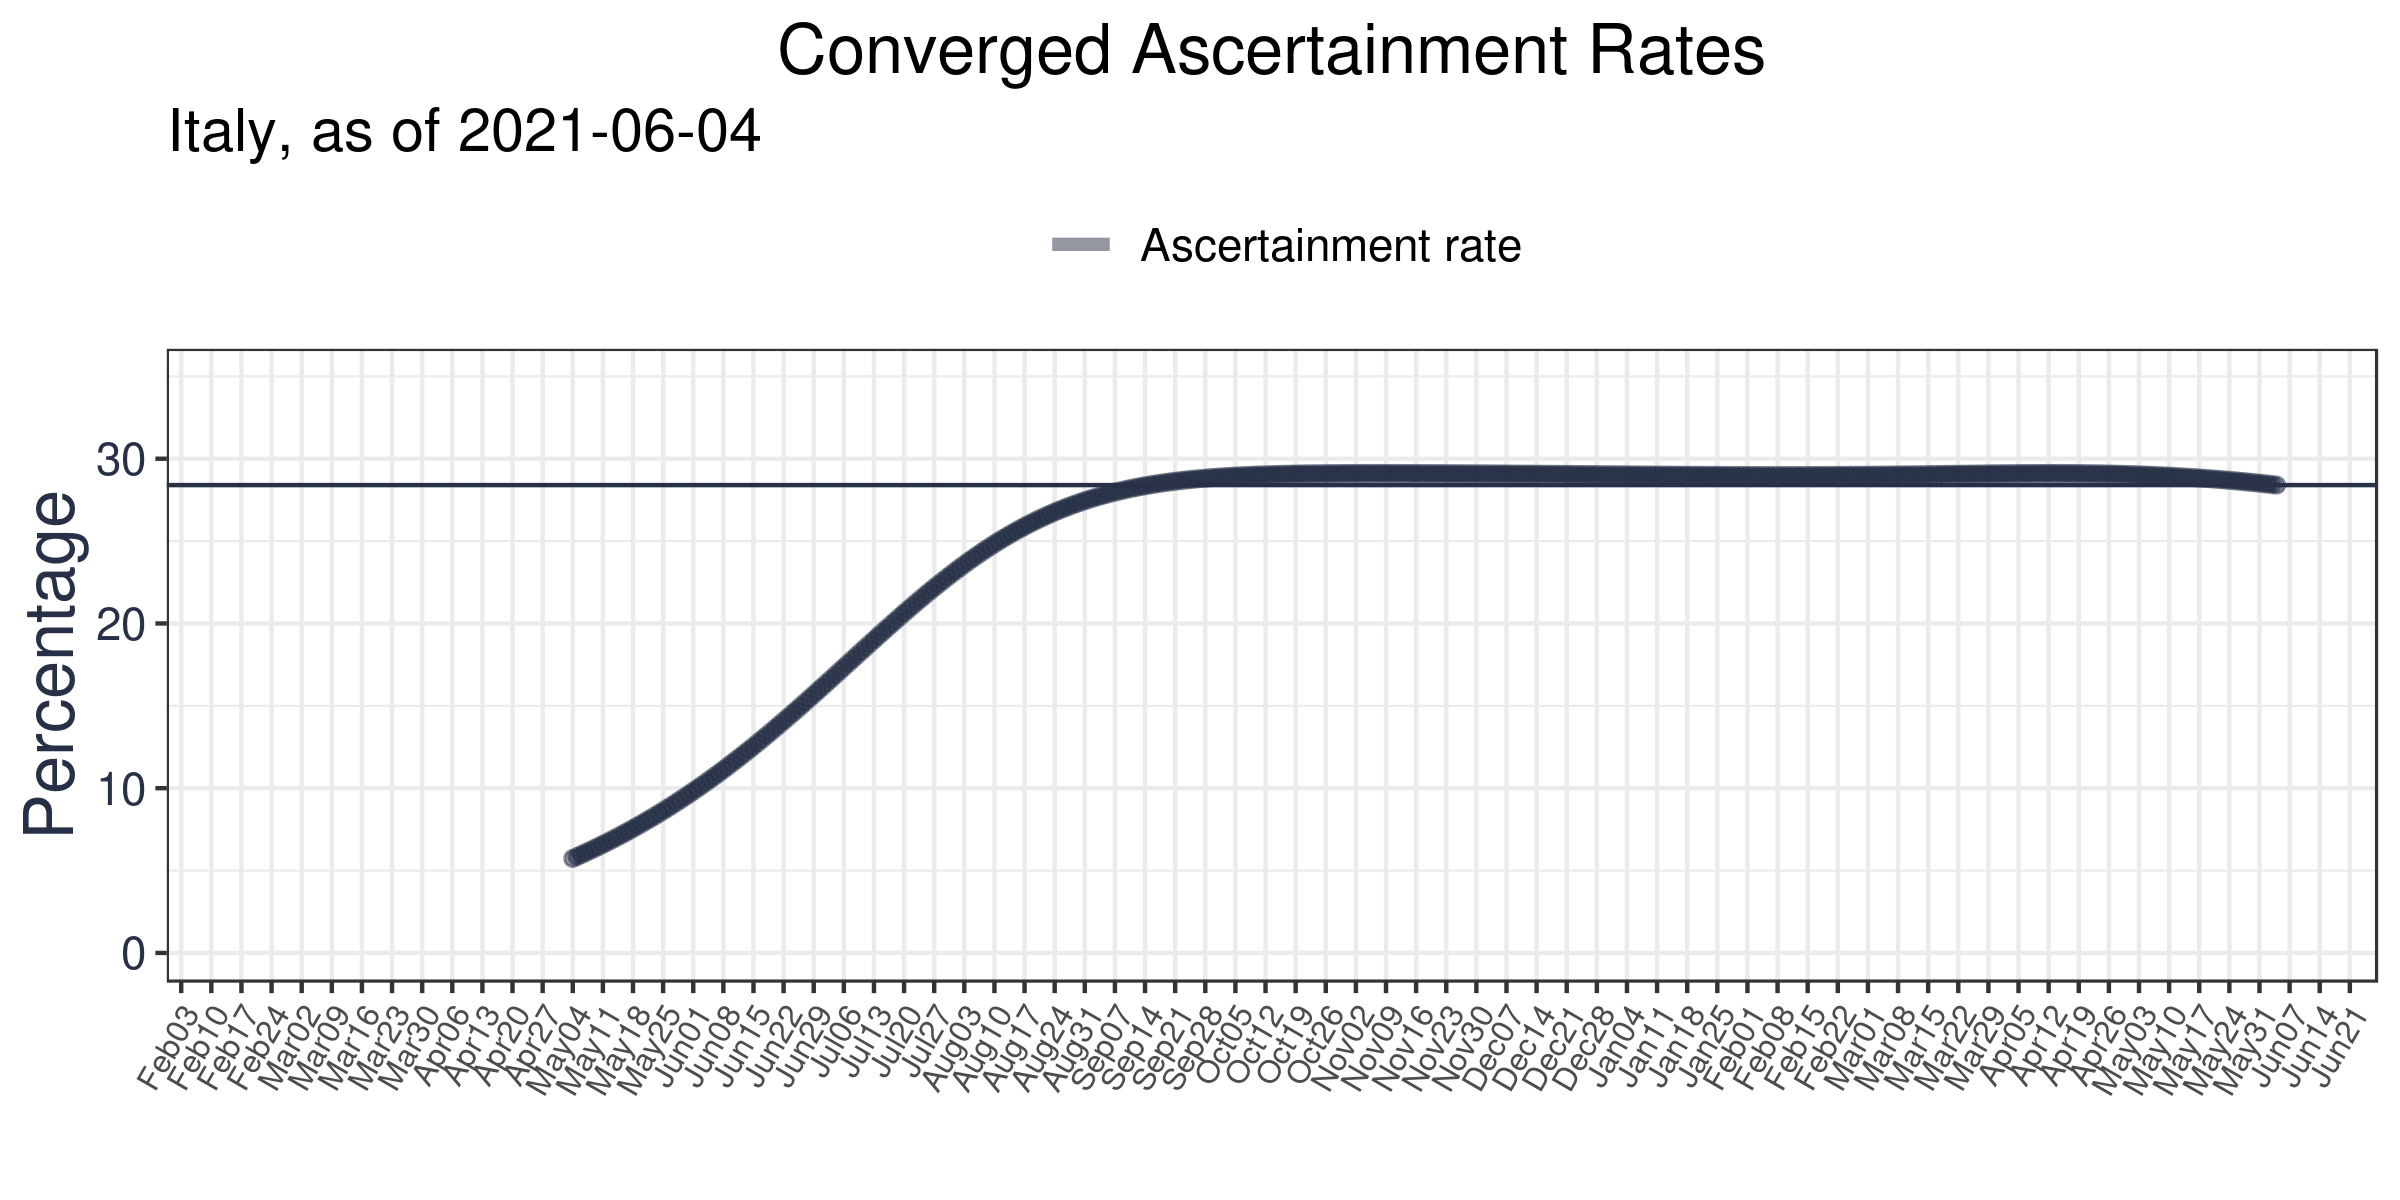 Converged Ascertainment Rates
Italy, as of 2021-06-04
Ascertainment rate
Percentage
30
20
10
0
Feb03 Feb10 Feb17 Feb24 Mar02 Mar09 Mar16 Mar23 Mar30 Apr06 Apr13 Apr20 Apr27 May04 May11 May18 May25 Jun01 Jun08 Jun15 Jun22 Jun29 Jul06 Jul13 Jul20 Jul27 Aug03 Aug10 Aug17 Aug24 Aug31 Sep07 Sep14 Sep21 Sep28 Oct05 Oct12 Oct19 Oct26 Nov02 Nov09 Nov16 Nov23 Nov30 Dec07 Dec14 Dec21 Dec28 Jan04 Jan11 Jan18 Jan25 Feb01 Feb08 Feb15 Feb22 Mar01 Mar08 Mar15 Mar22 Mar29 Apr05 Apr12 Apr19 Apr26 May03 May10 May17 May24 May31 Jun07 Jun14 Jun21